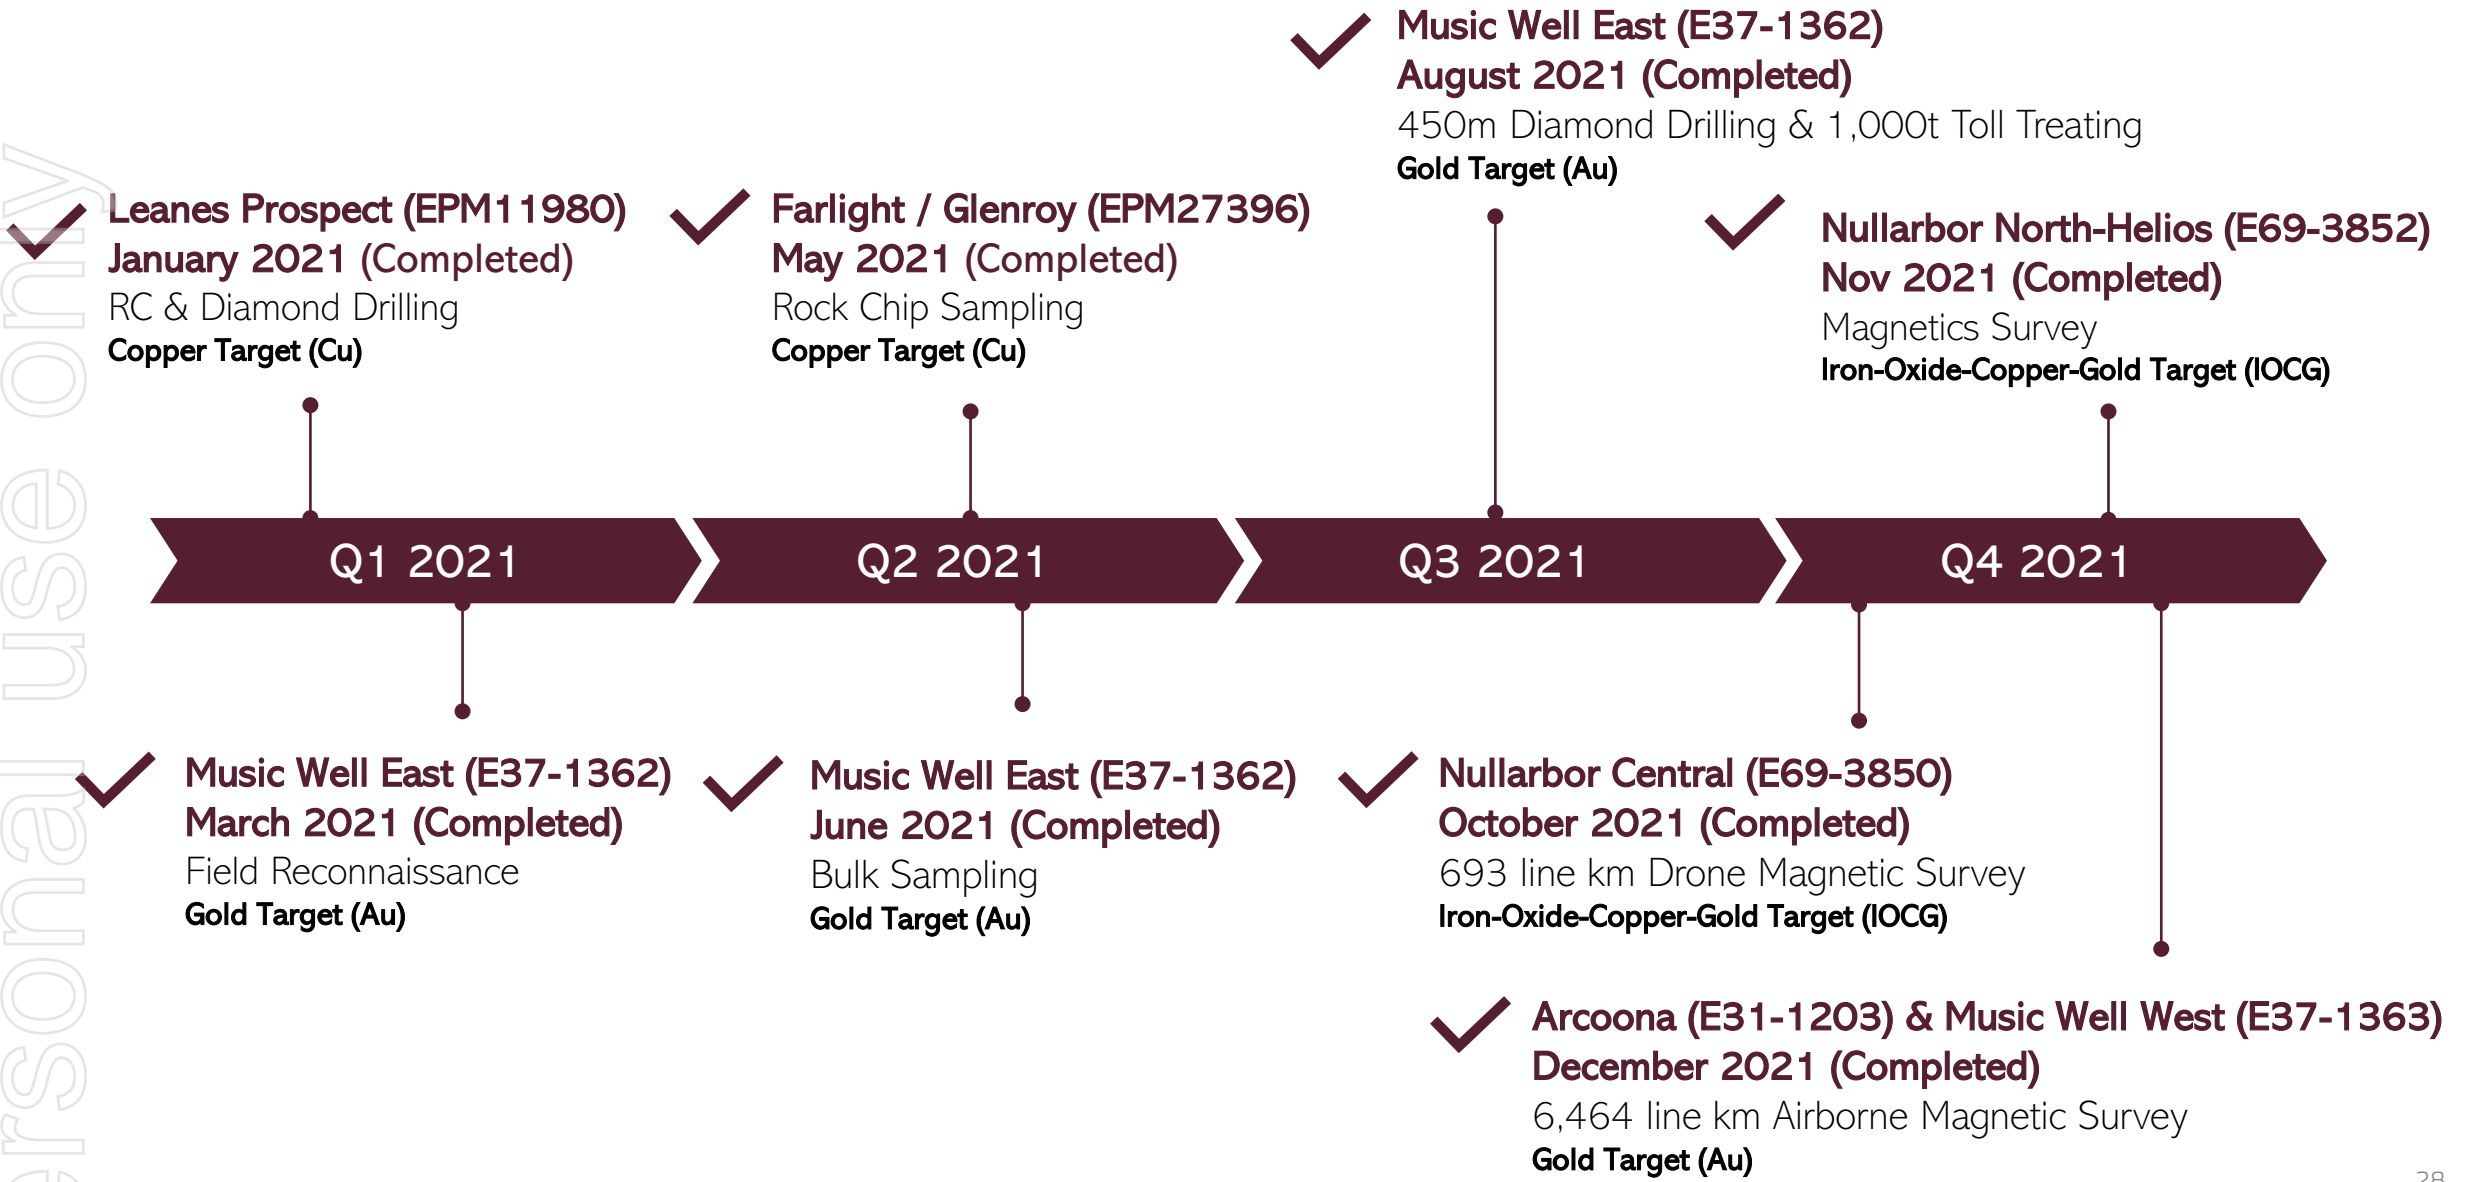 Music Well East (E37-1362)
August 2021 (Completed)
450m Diamond Drilling & 1,000t Toll Treating
Gold Target (Au)
Leanes Prospect (EPM11980)
January 2021 (Completed)
RC & Diamond Drilling
Copper Target (Cu)
Farlight / Glenroy (EPM27396)
May 2021 (Completed)
Rock Chip Sampling
Copper Target (Cu)
Nullarbor North-Helios (E69-3852)
Nov 2021 (Completed)
Magnetics Survey
Iron-Oxide-Copper-Gold Target (IOCG)
Q1 2021
Q2 2021
Q3 2021
Q4 2021
Music Well East (E37-1362)
March 2021 (Completed)
Field Reconnaissance
Gold Target (Au)
Music Well East (E37-1362)
June 2021 (Completed)
Bulk Sampling
Gold Target (Au)
Nullarbor Central (E69-3850)
October 2021 (Completed)
693 line km Drone Magnetic Survey
Iron-Oxide-Copper-Gold Target (IOCG)
Arcoona (E31-1203) & Music Well West (E37-1363)
December 2021 (Completed)
6,464 line km Airborne Magnetic Survey
Gold Target (Au)
28
ersonal use only